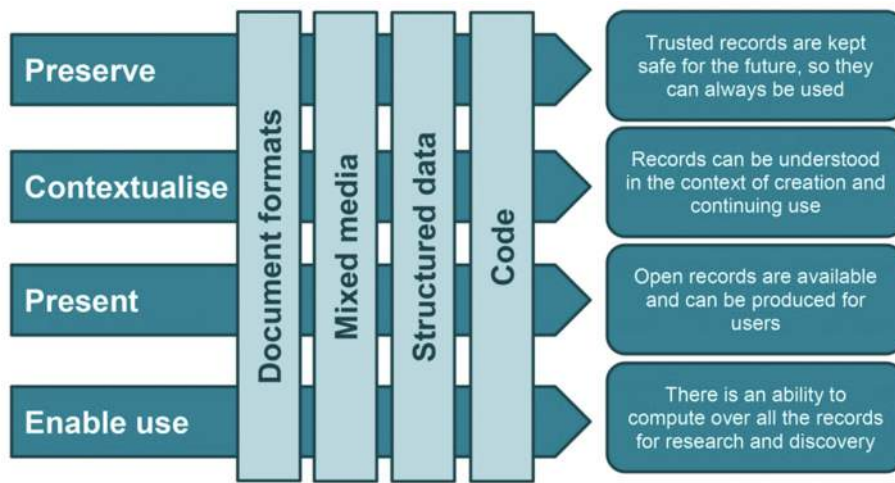 Preserve
Trusted records are kept
safe for the future, so they
can always be used
Contextualise
Records can be understood
in the context of creation and
continuing use
Present
Open records are available
and can be produced for
users
Enable use
There is an ability to
compute over all the records
for research and discovery
Document formats
Mixed media
Structured data
Code